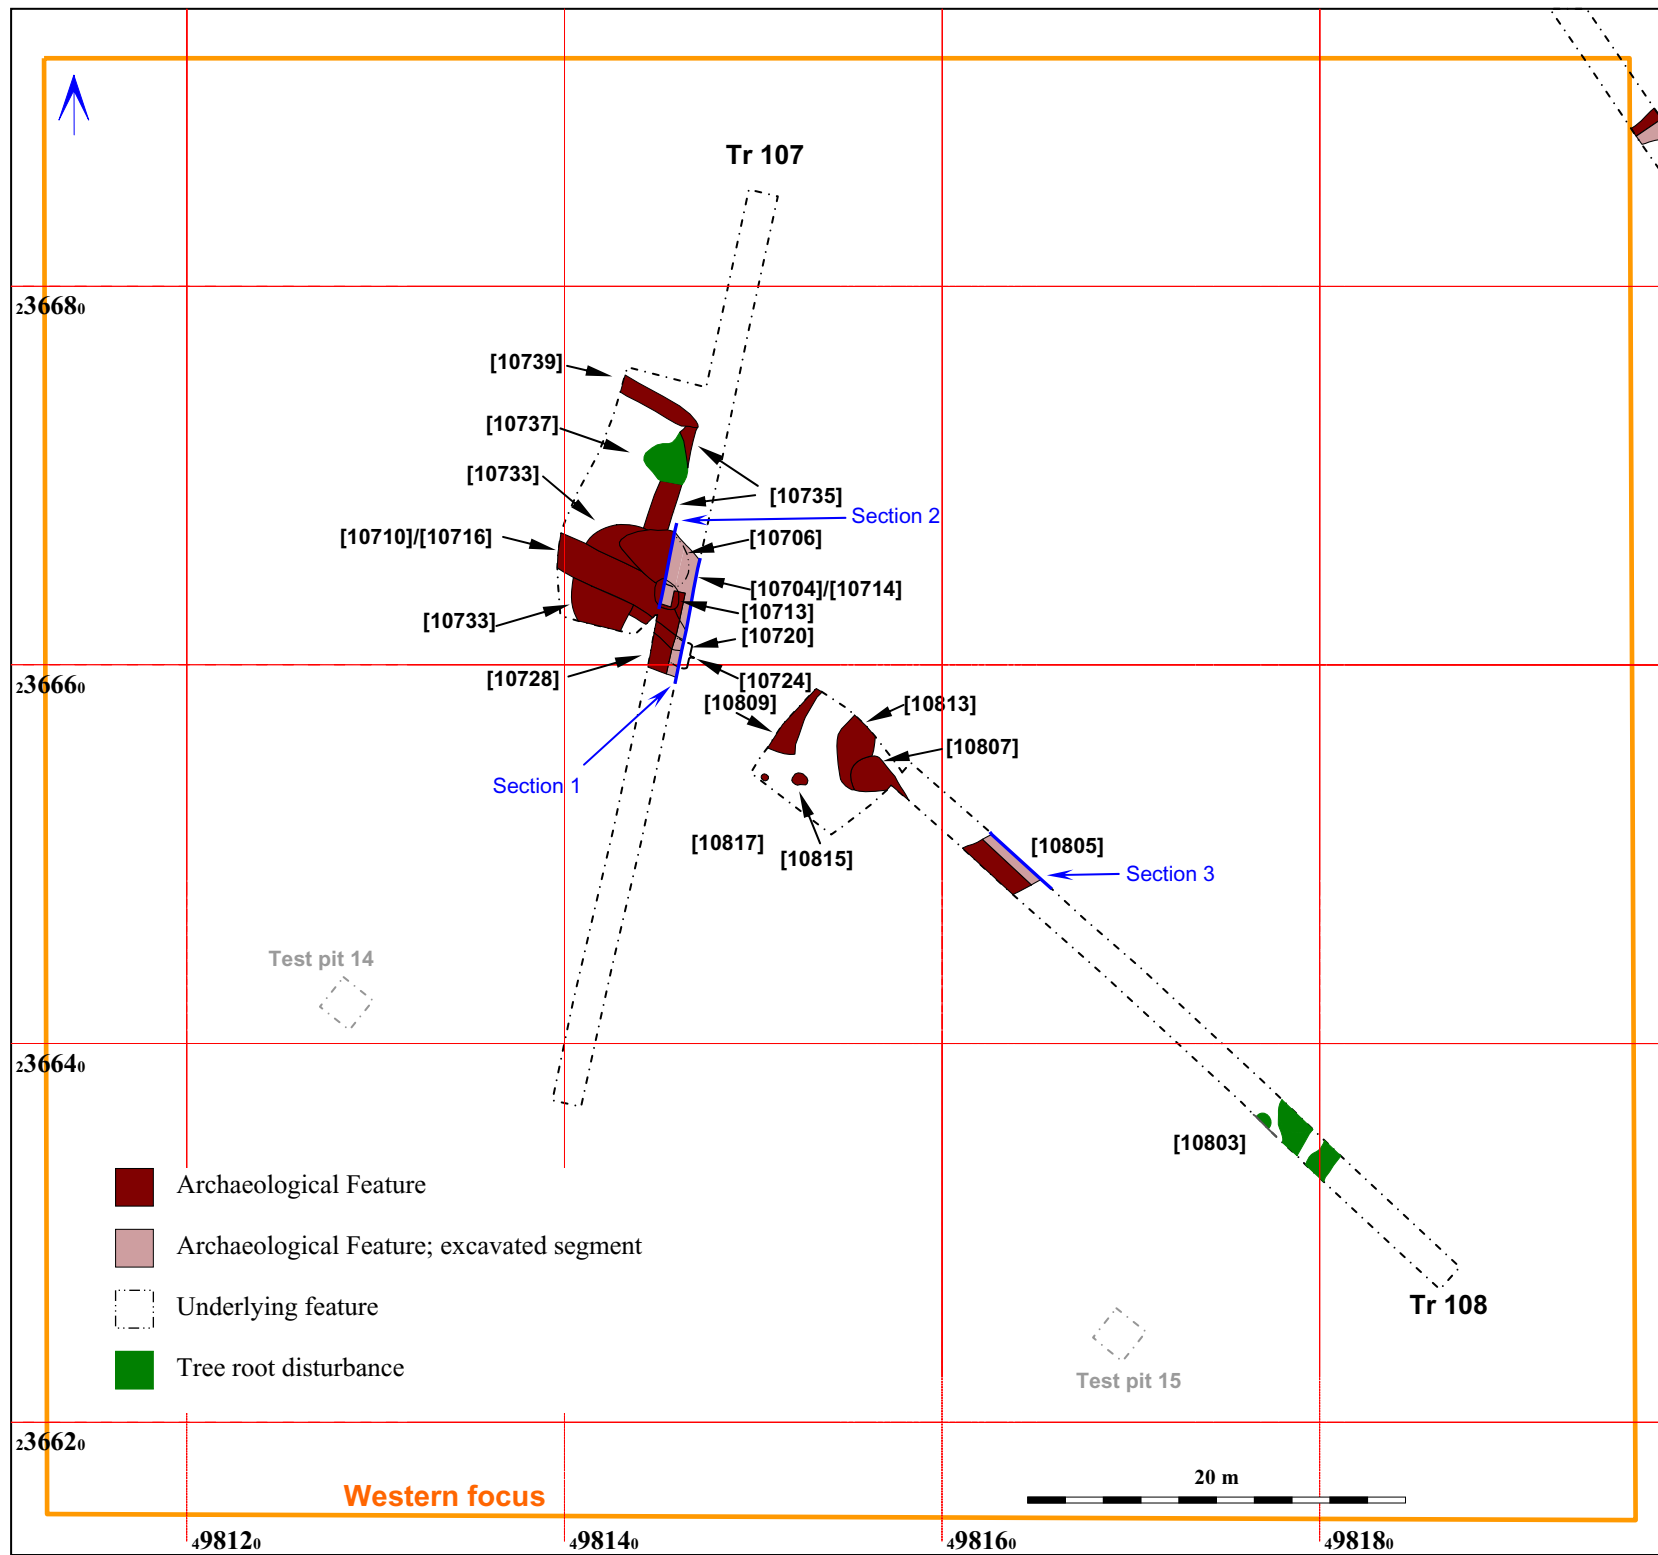 Tr 107
236680
[10739]
[10737]
[10733]
[10735]
Section 2
[10710]/[10716]
[10706]
[10704]/[10714]
[10713]
[10733]
[10720]
236660
[10728]
[10724]
[10809]
[10813]
[10807]
Section 1
[10817]
[10815]
[10805]
Section 3
Test pit 14
236640
[10803]
Archaeological Feature
Archaeological Feature; excavated segment
Underlying feature
Tr 108
Tree root disturbance
Test pit 15
236620
20 m
Western focus
498120
498140
498160
498180